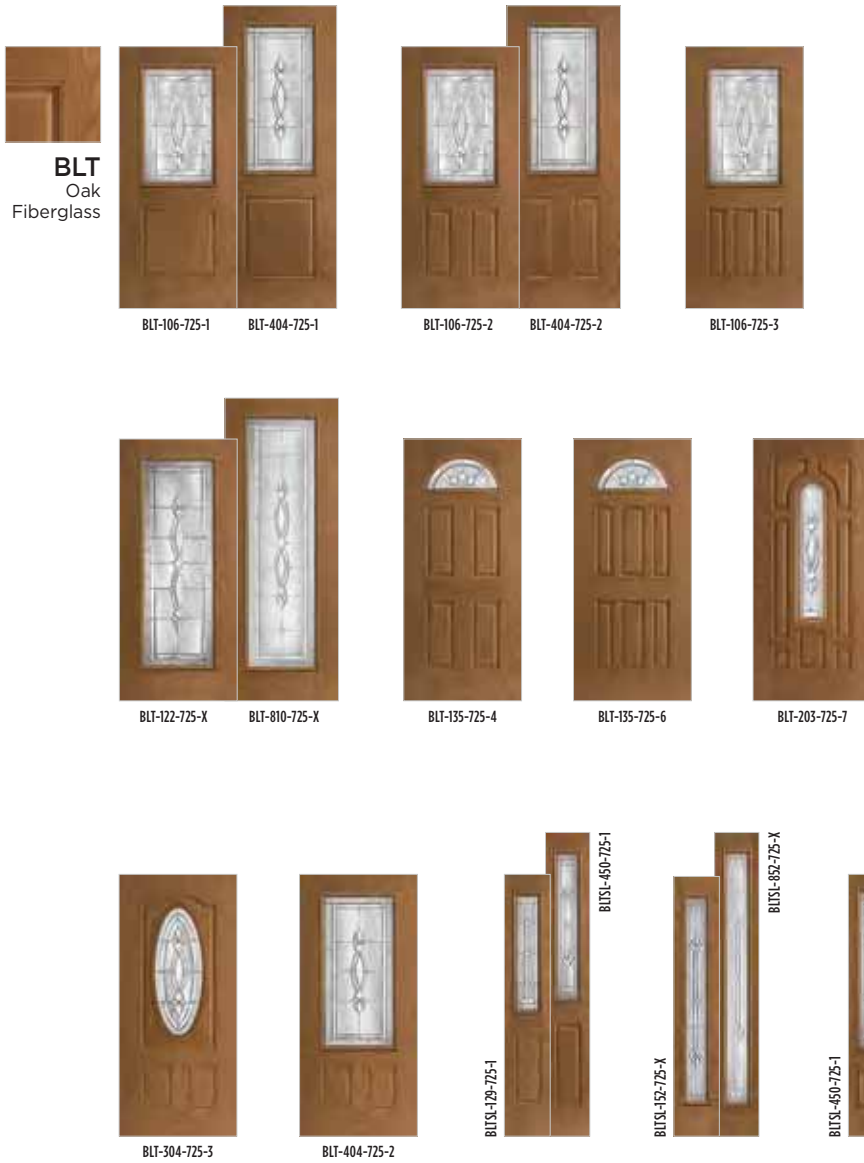 BLT
Oak
Fiberglass
BLT-106-725-1
BLT-404-725-1
BLT-106-725-2
BLT-404-725-2
BLT-106-725-3
BLT-122-725-X
BLT-810-725-X
BLT-135-725-4
BLT-135-725-6
BLT-203-725-7
BLT-304-725-3
BLT-404-725-2
BLTSL-129-725-1
BLTSL-450-725-1
BLTSL-152-725-X
BLTSL-852-725-X
BLTSL-450-725-1